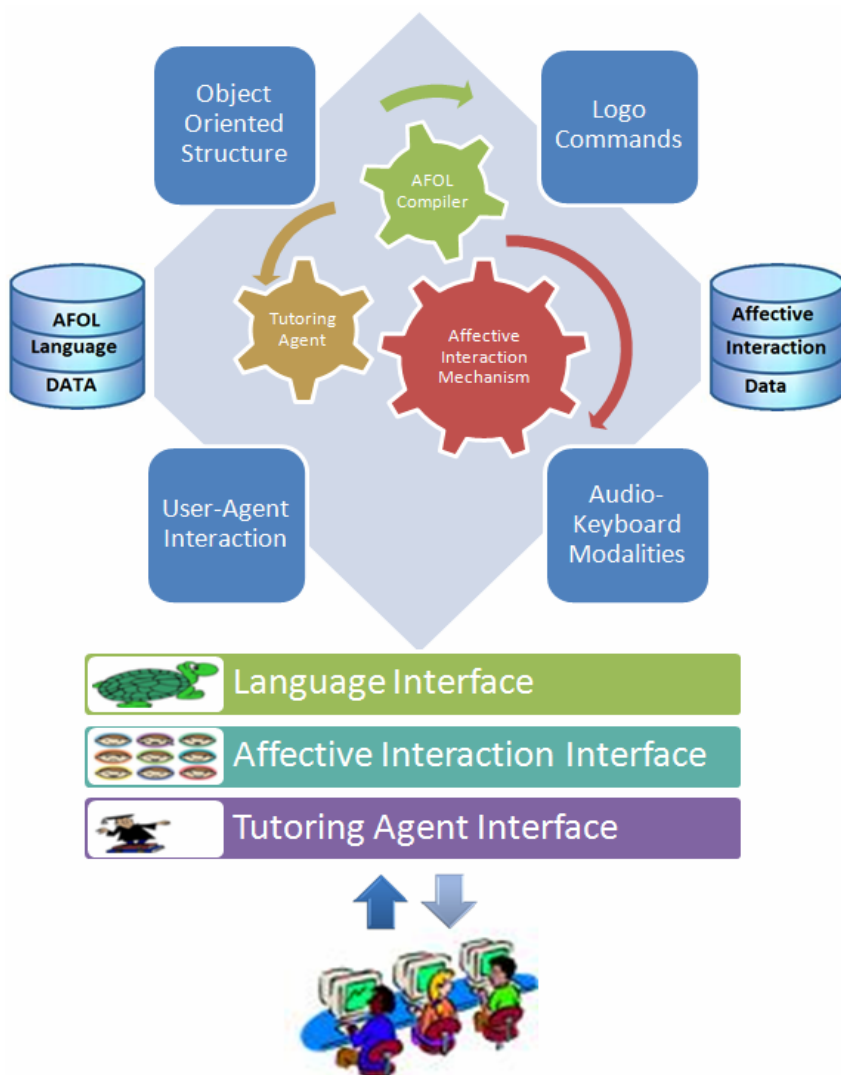 Object
Oriented
Structure
Logo
Commands
AFOL
Compiler
Tutoring
Agent
Affective
Interaction
Mechanism
AFOL
Language
DATA
Affective
Interaction
Data
User-Agent
Interaction
Audio-
Keyboard
Modalities
Language Interface
Affective Interaction Interface
Tutoring Agent Interface